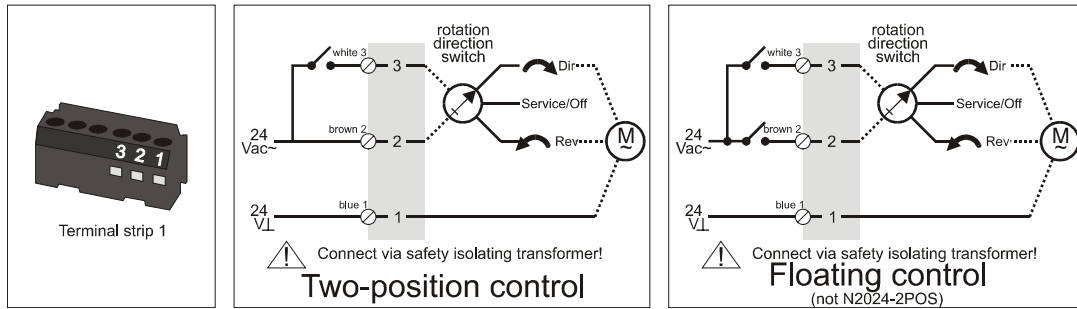 3 2 1
Terminal strip 1
rotation
direction
switch
white 3
3
Dir
Service/Off
24
Vac~
brown 2
2
Rev
M
~
24
V⊥
blue 1
1
! Connect via safety isolating transformer!
Two-position control
rotation
direction
switch
white 3
3
Dir
Service/Off
24
Vac~
brown 2
2
Rev
M
~
24
V⊥
blue 1
1
! Connect via safety isolating transformer!
Floating control
(not N2024-2POS)